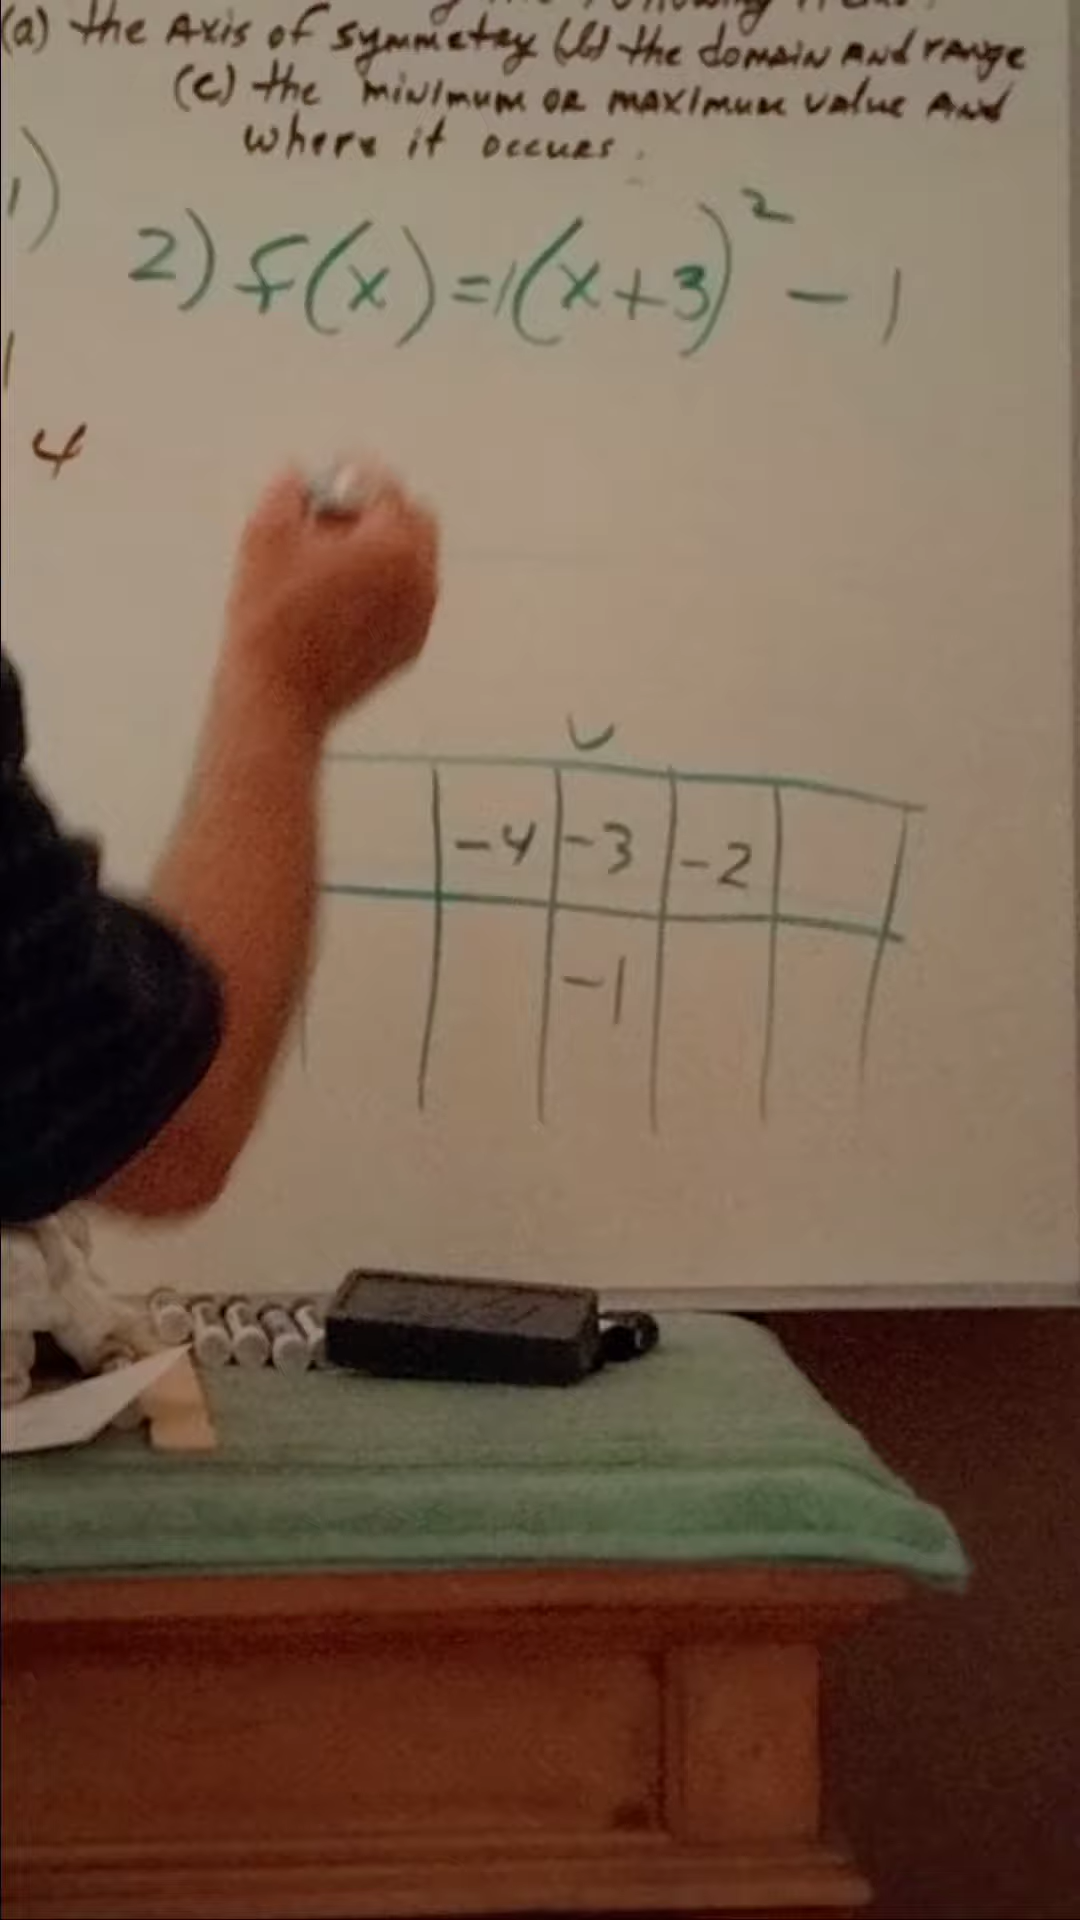 (a) the Axis of symmetry (b) the domain and range
(c) the minimum or maximum value and
where it occurs.
1)
2) f(x)=1(x+3)² - 1
4
V
-4 -3 -2
-1